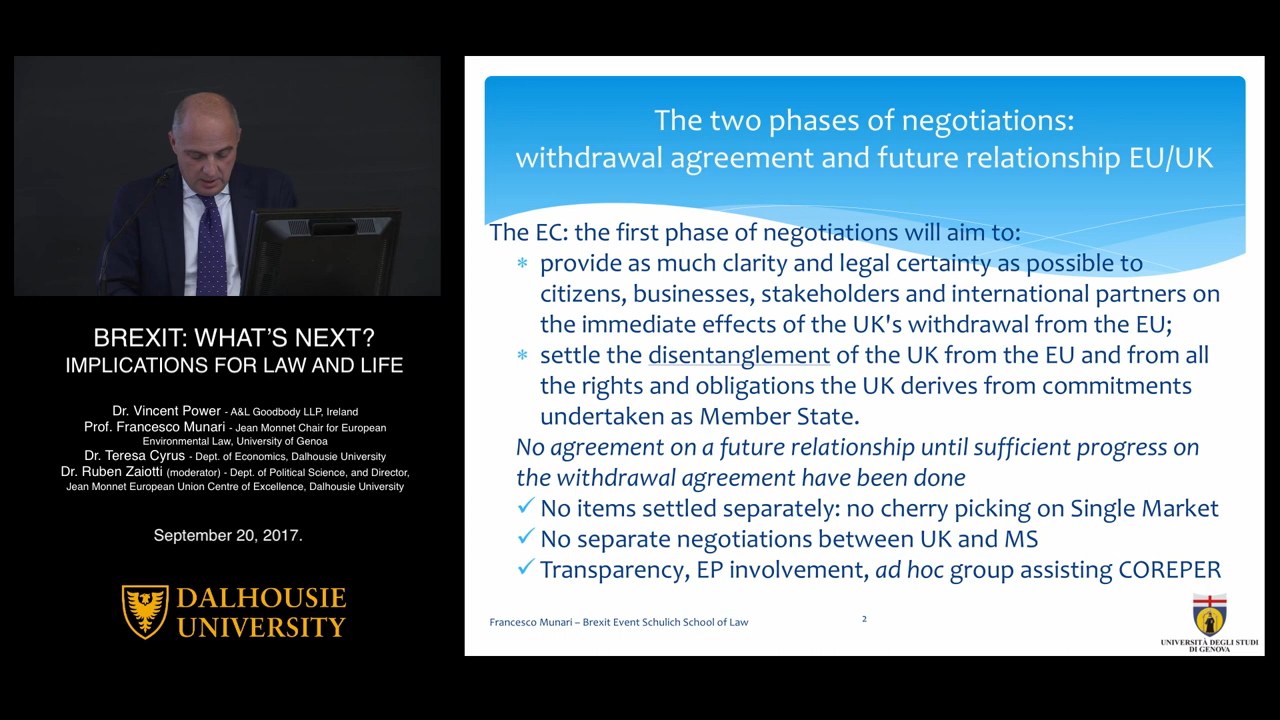 BREXIT: WHAT'S NEXT?
IMPLICATIONS FOR LAW AND LIFE
Dr. Vincent Power - A&L Goodbody LLP, Ireland
Prof. Francesco Munari - Jean Monnet Chair for European
Environmental Law, University of Genoa
Dr. Teresa Cyrus - Dept. of Economics, Dalhousie University
Dr. Ruben Zaiotti (moderator) - Dept. of Political Science, and Director,
Jean Monnet European Union Centre of Excellence, Dalhousie University
September 20, 2017.
DALHOUSIE
UNIVERSITY
The two phases of negotiations:
withdrawal agreement and future relationship EU/UK
The EC: the first phase of negotiations will aim to:
* provide as much clarity and legal certainty as possible to
citizens, businesses, stakeholders and international partners on
the immediate effects of the UK's withdrawal from the EU;
* settle the disentanglement of the UK from the EU and from all
the rights and obligations the UK derives from commitments
undertaken as Member State.
No agreement on a future relationship until sufficient progress on
the withdrawal agreement have been done
✓ No items settled separately: no cherry picking on Single Market
✓ No separate negotiations between UK and MS
✓ Transparency, EP involvement, ad hoc group assisting COREPER
Francesco Munari – Brexit Event Schulich School of Law
2
UNIVERSITÀ DEGLI STUDI
DI GENOVA